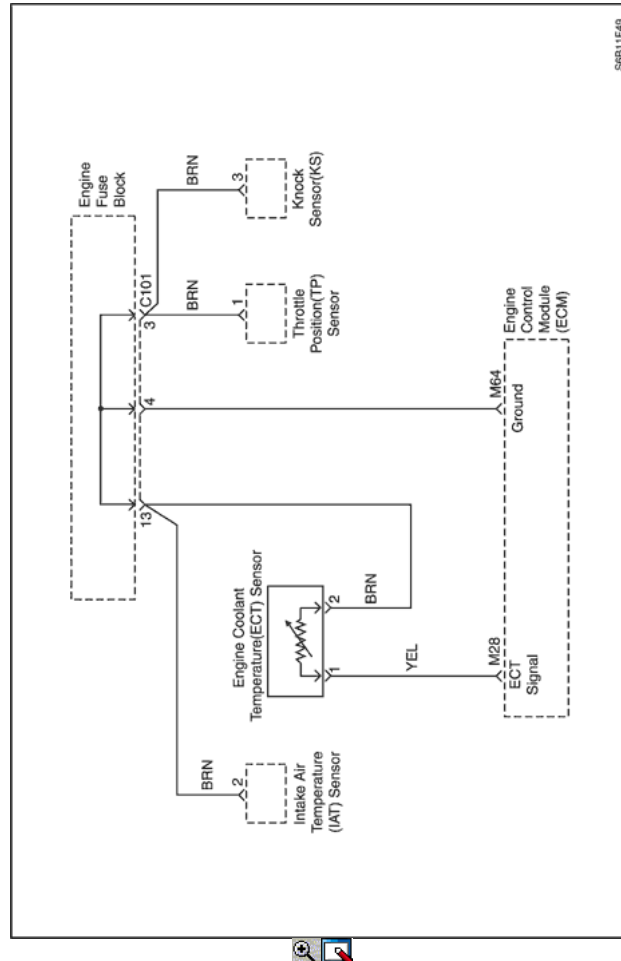 Engine
Fuse
Block
13
4
3
C101
BRN
BRN
BRN
2
1
3
Intake Air
Temperature
(IAT) Sensor
Engine Coolant
Temperature(ECT) Sensor
Throttle
Position(TP)
Sensor
Knock
Sensor(KS)
1
2
YEL
BRN
M28
M64
ECT
Signal
Ground
Engine
Control
Module
(ECM)
S6B11E49